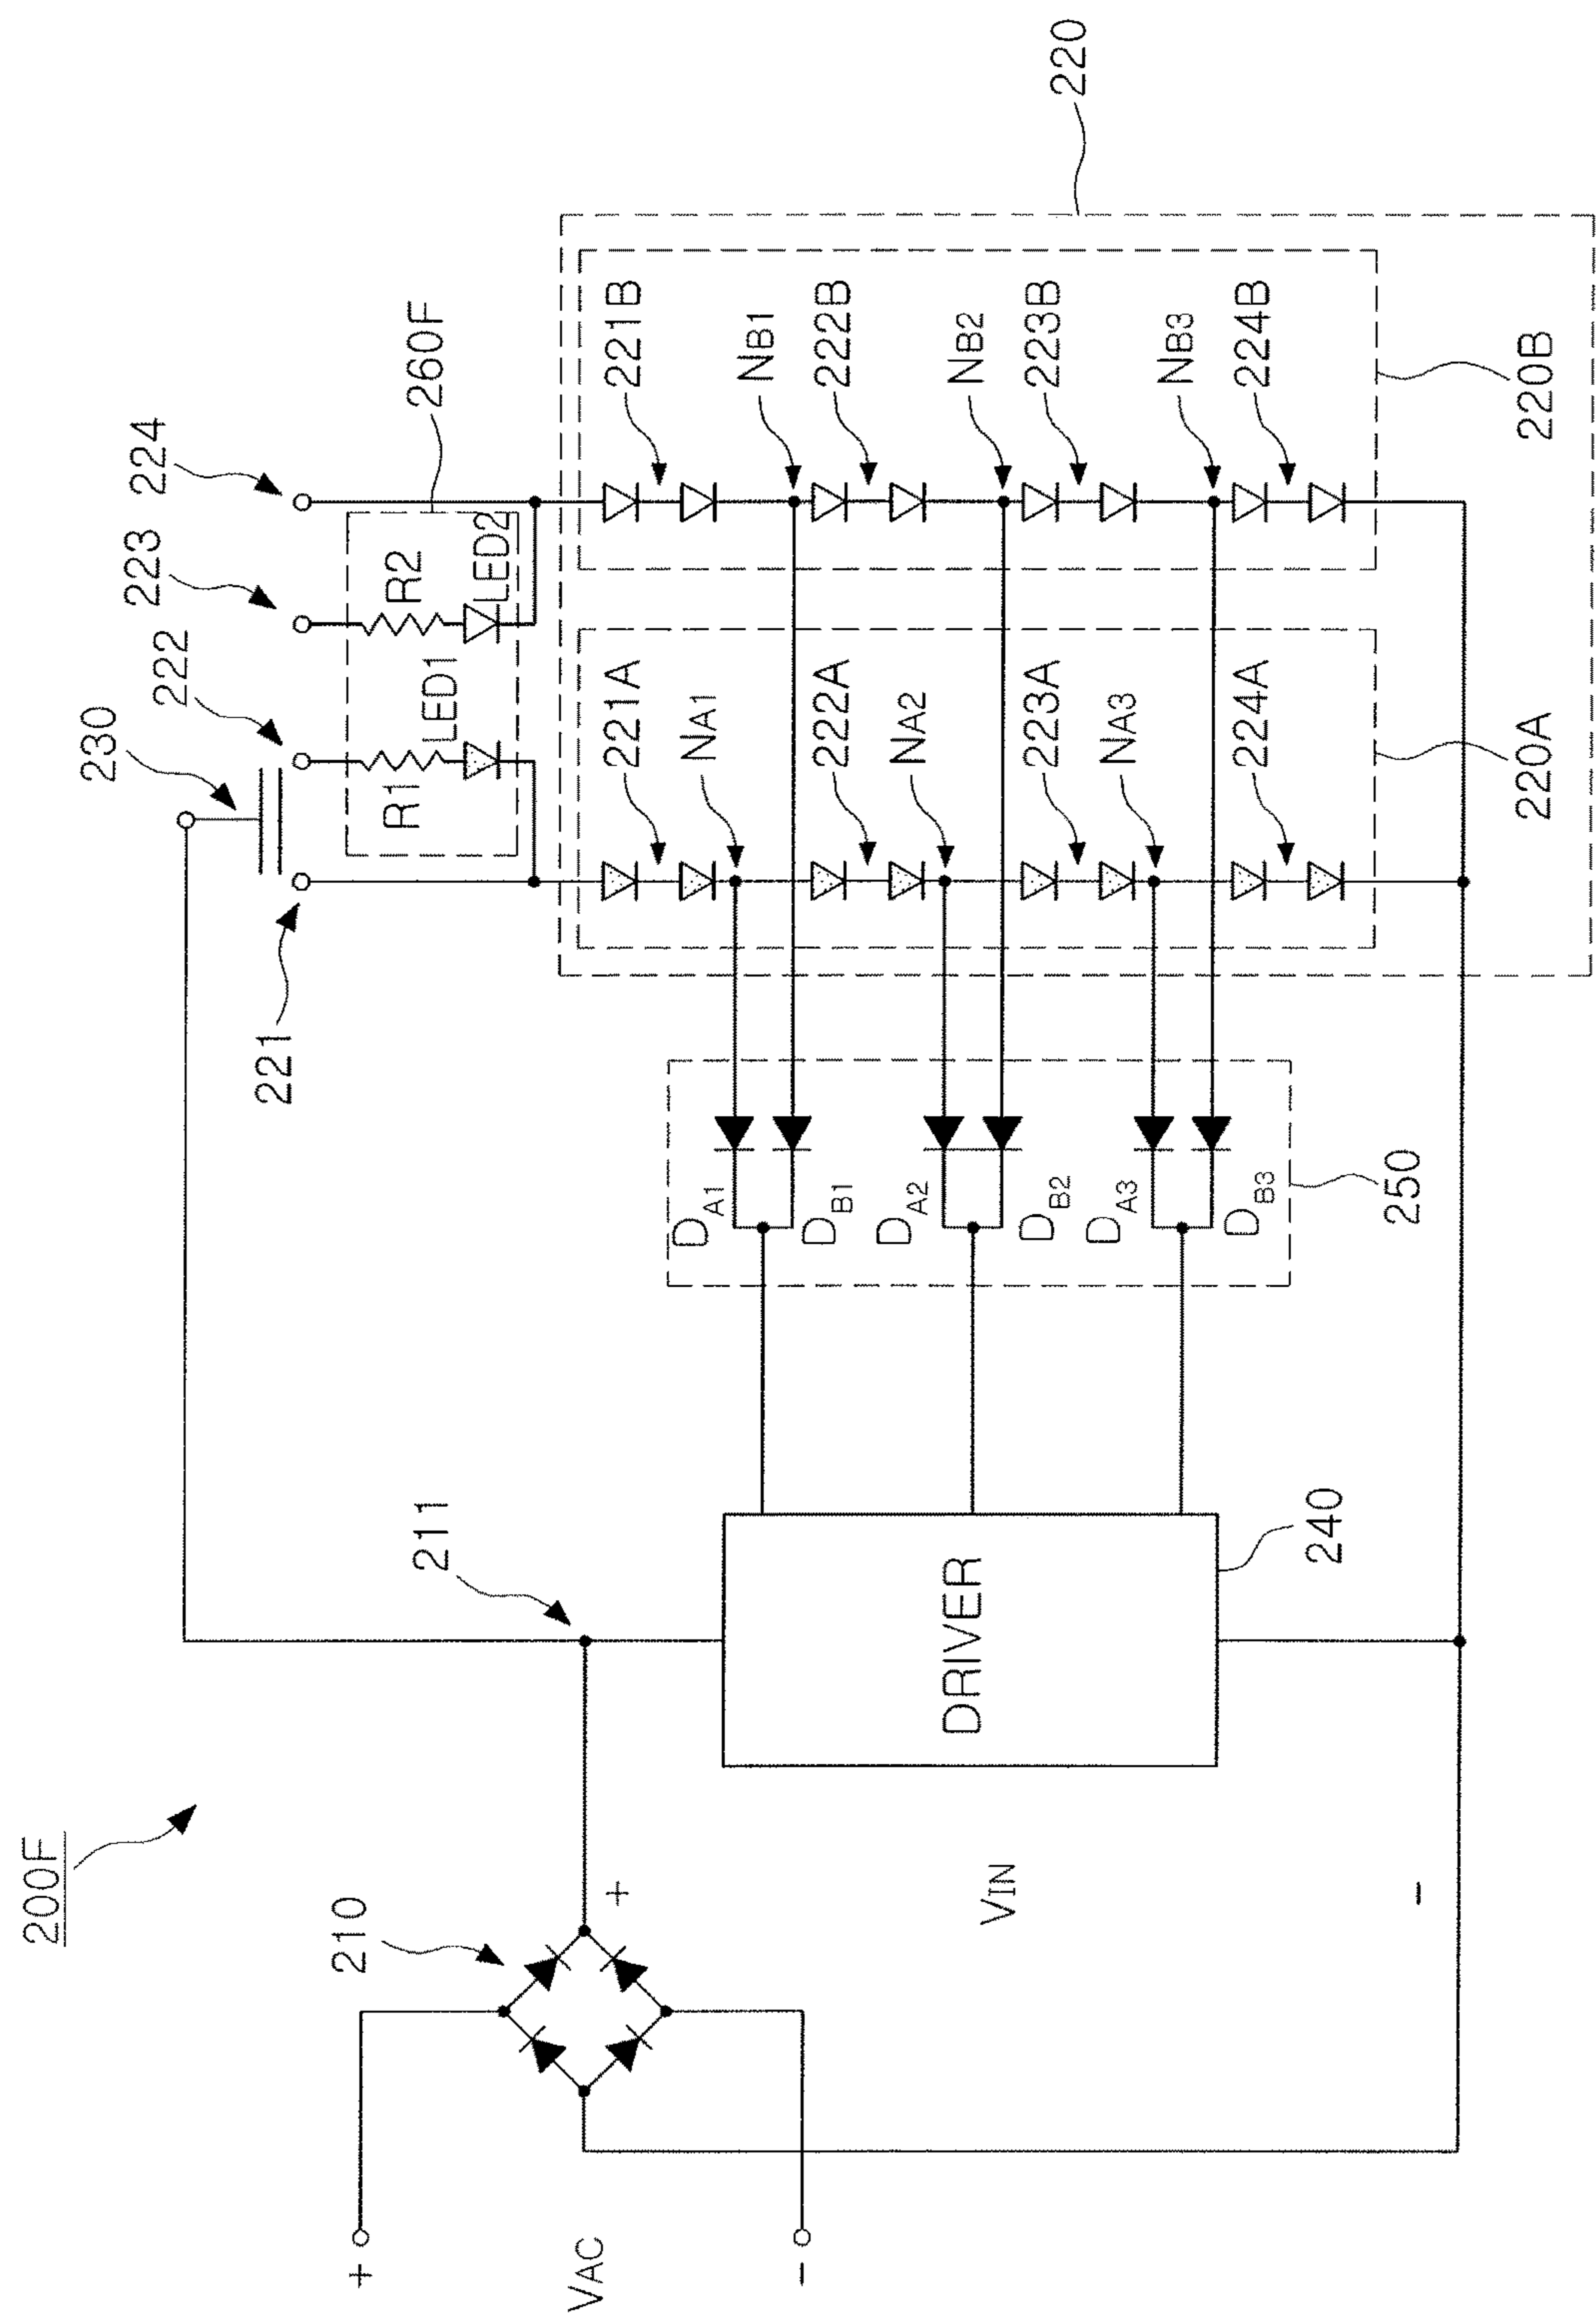 200F
VAC
+
-
210
+
VIN
-
211
DRIVER
240
230
221
222
223
224
R1
LED1
R2
LED2
260F
DA1
DB1
DA2
DB2
DA3
DB3
250
221A
NA1
222A
NA2
223A
NA3
224A
220A
221B
NB1
222B
NB2
223B
NB3
224B
220B
220